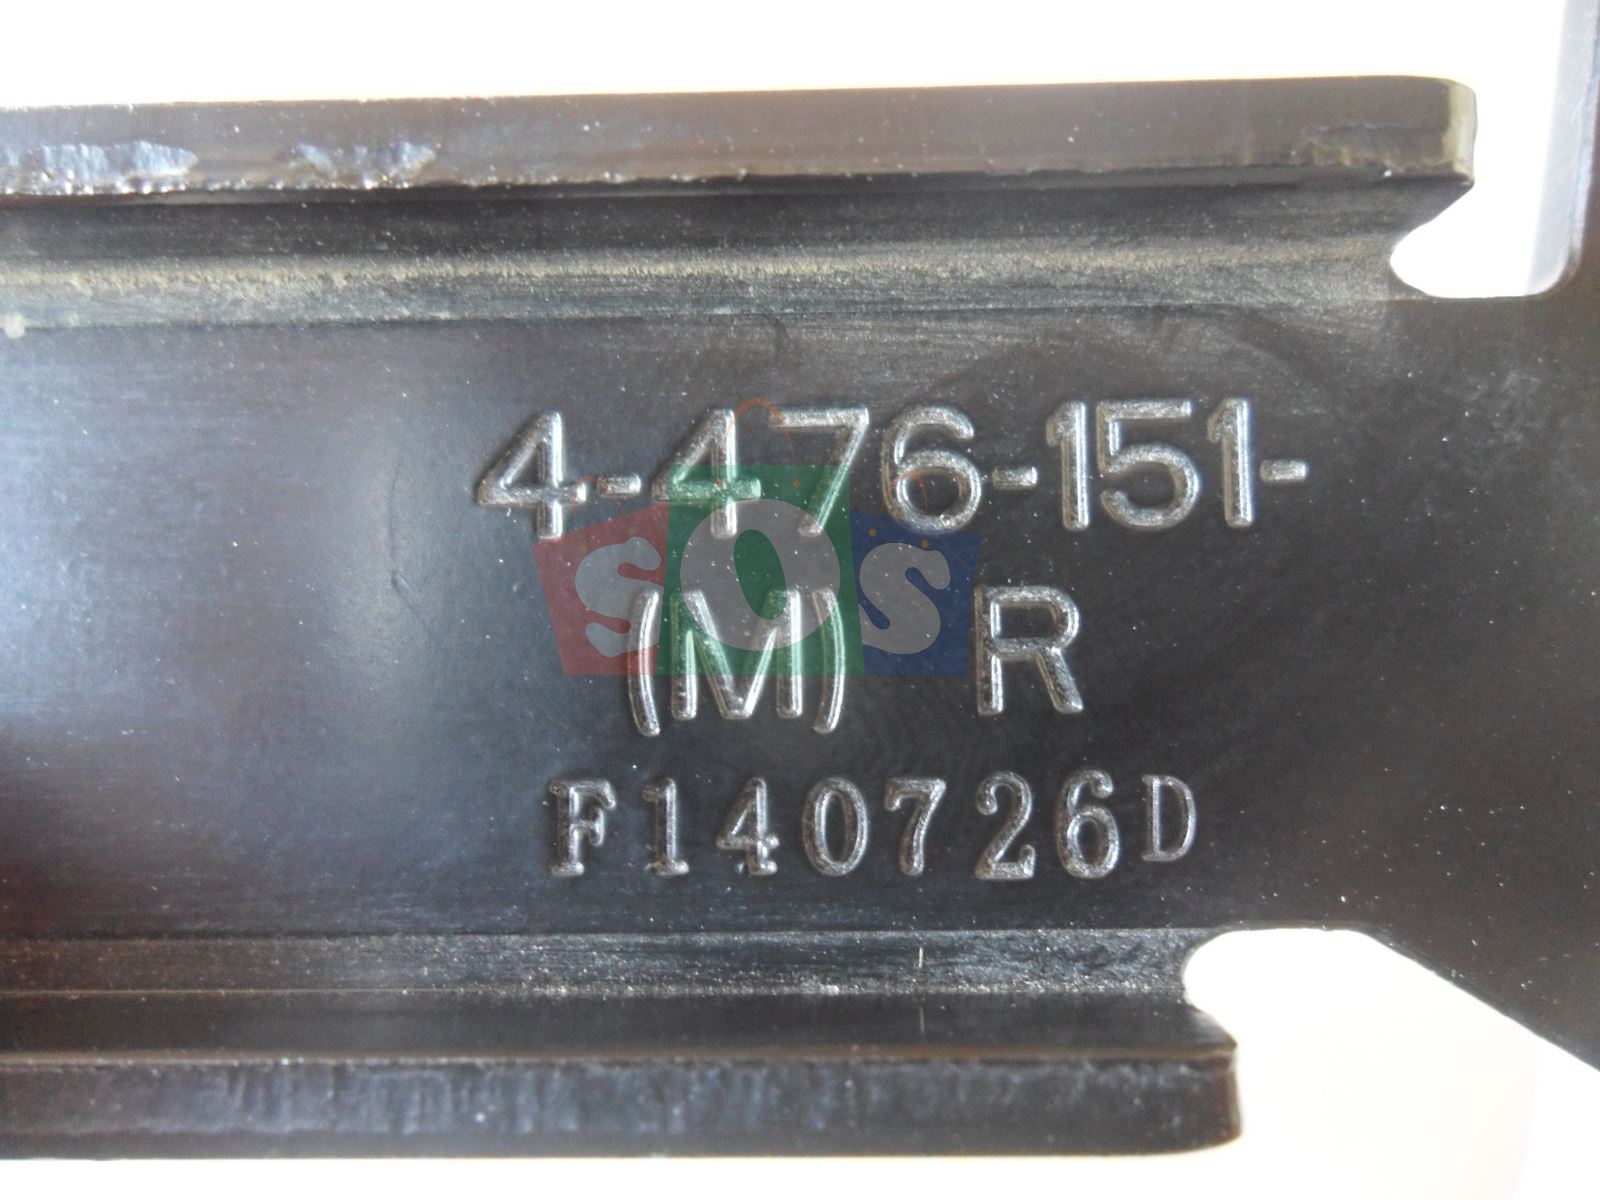 4-476-151-
SOS
(M) R
F140726D